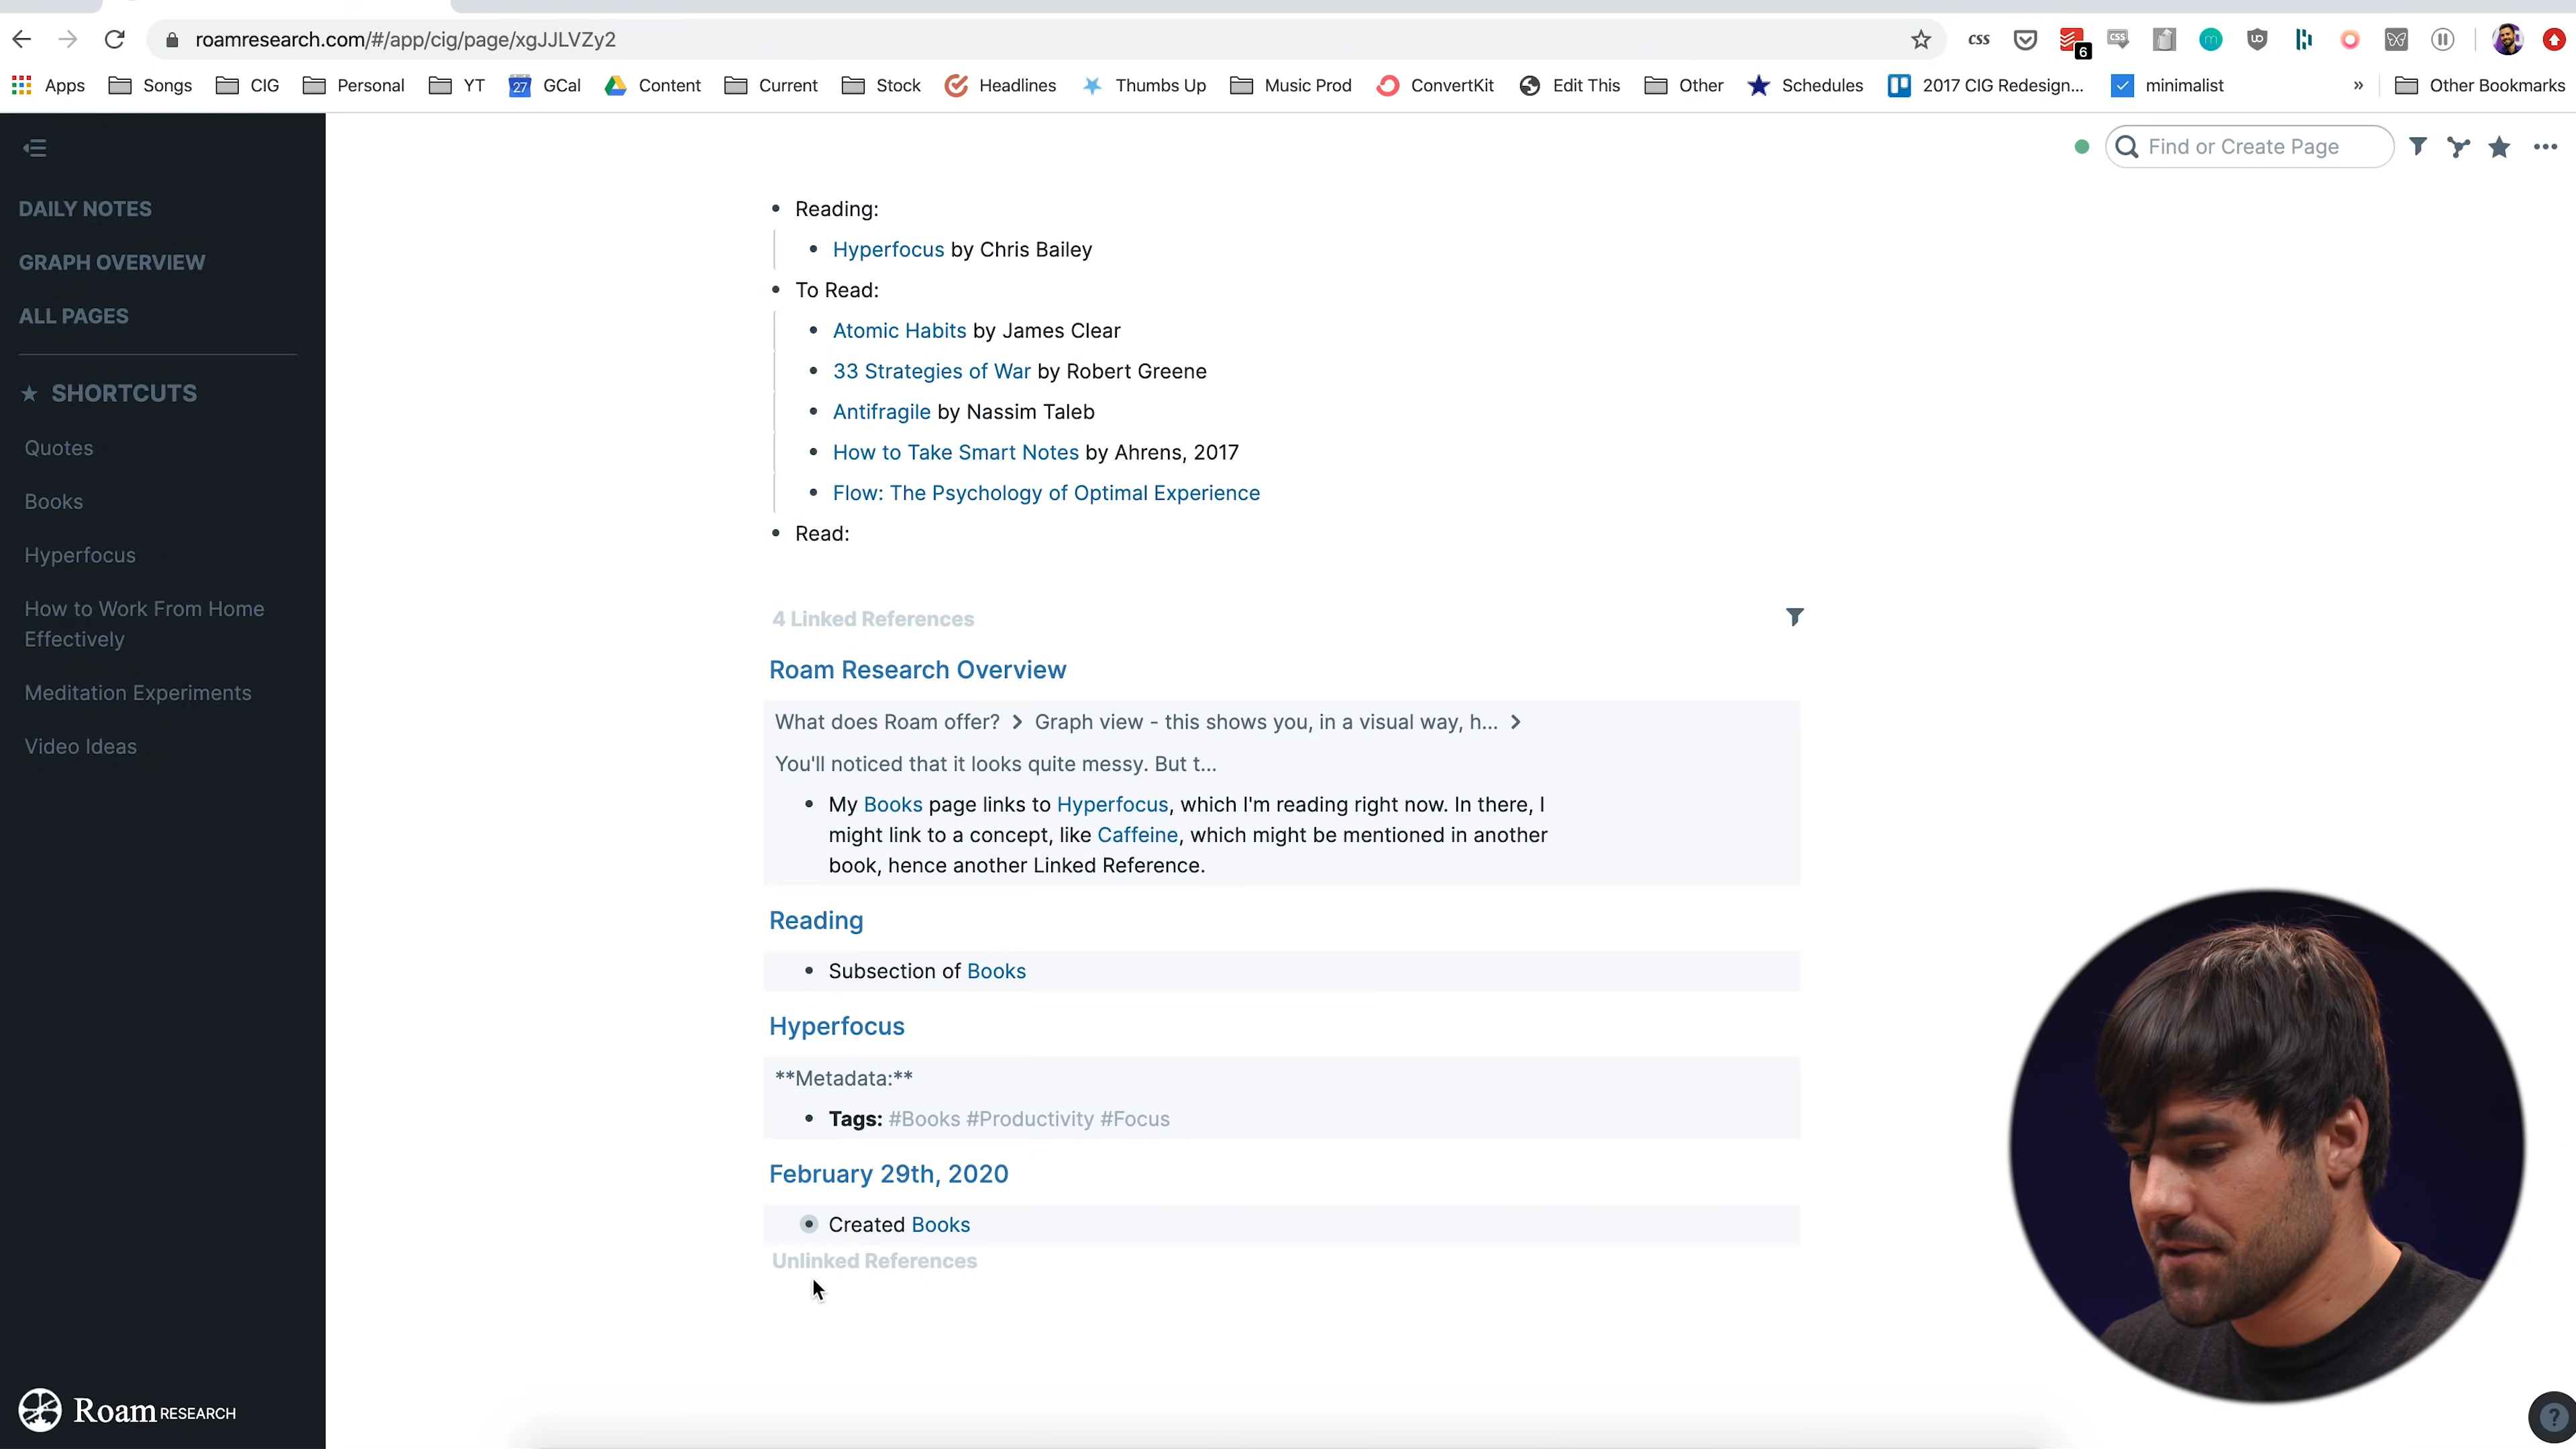 roamresearch.com/#/app/cig/page/xgJJLVZy2
css
6
CSS
m
Apps
Songs
CIG
Personal
YT
27
GCal
Content
Current
Stock
Headlines
Thumbs Up
Music Prod
ConvertKit
Edit This
Other
Schedules
2017 CIG Redesign...
minimalist
»
Other Bookmarks
Find or Create Page
DAILY NOTES
GRAPH OVERVIEW
ALL PAGES
★ SHORTCUTS
Quotes
Books
Hyperfocus
How to Work From Home
Effectively
Meditation Experiments
Video Ideas
Roam RESEARCH
• Reading:
• Hyperfocus by Chris Bailey
• To Read:
• Atomic Habits by James Clear
• 33 Strategies of War by Robert Greene
• Antifragile by Nassim Taleb
• How to Take Smart Notes by Ahrens, 2017
• Flow: The Psychology of Optimal Experience
• Read:
4 Linked References
Roam Research Overview
What does Roam offer? > Graph view - this shows you, in a visual way, h... >
You'll noticed that it looks quite messy. But t...
• My Books page links to Hyperfocus, which I'm reading right now. In there, I
might link to a concept, like Caffeine, which might be mentioned in another
book, hence another Linked Reference.
Reading
• Subsection of Books
Hyperfocus
**Metadata:**
• Tags: #Books #Productivity #Focus
February 29th, 2020
• Created Books
Unlinked References
?